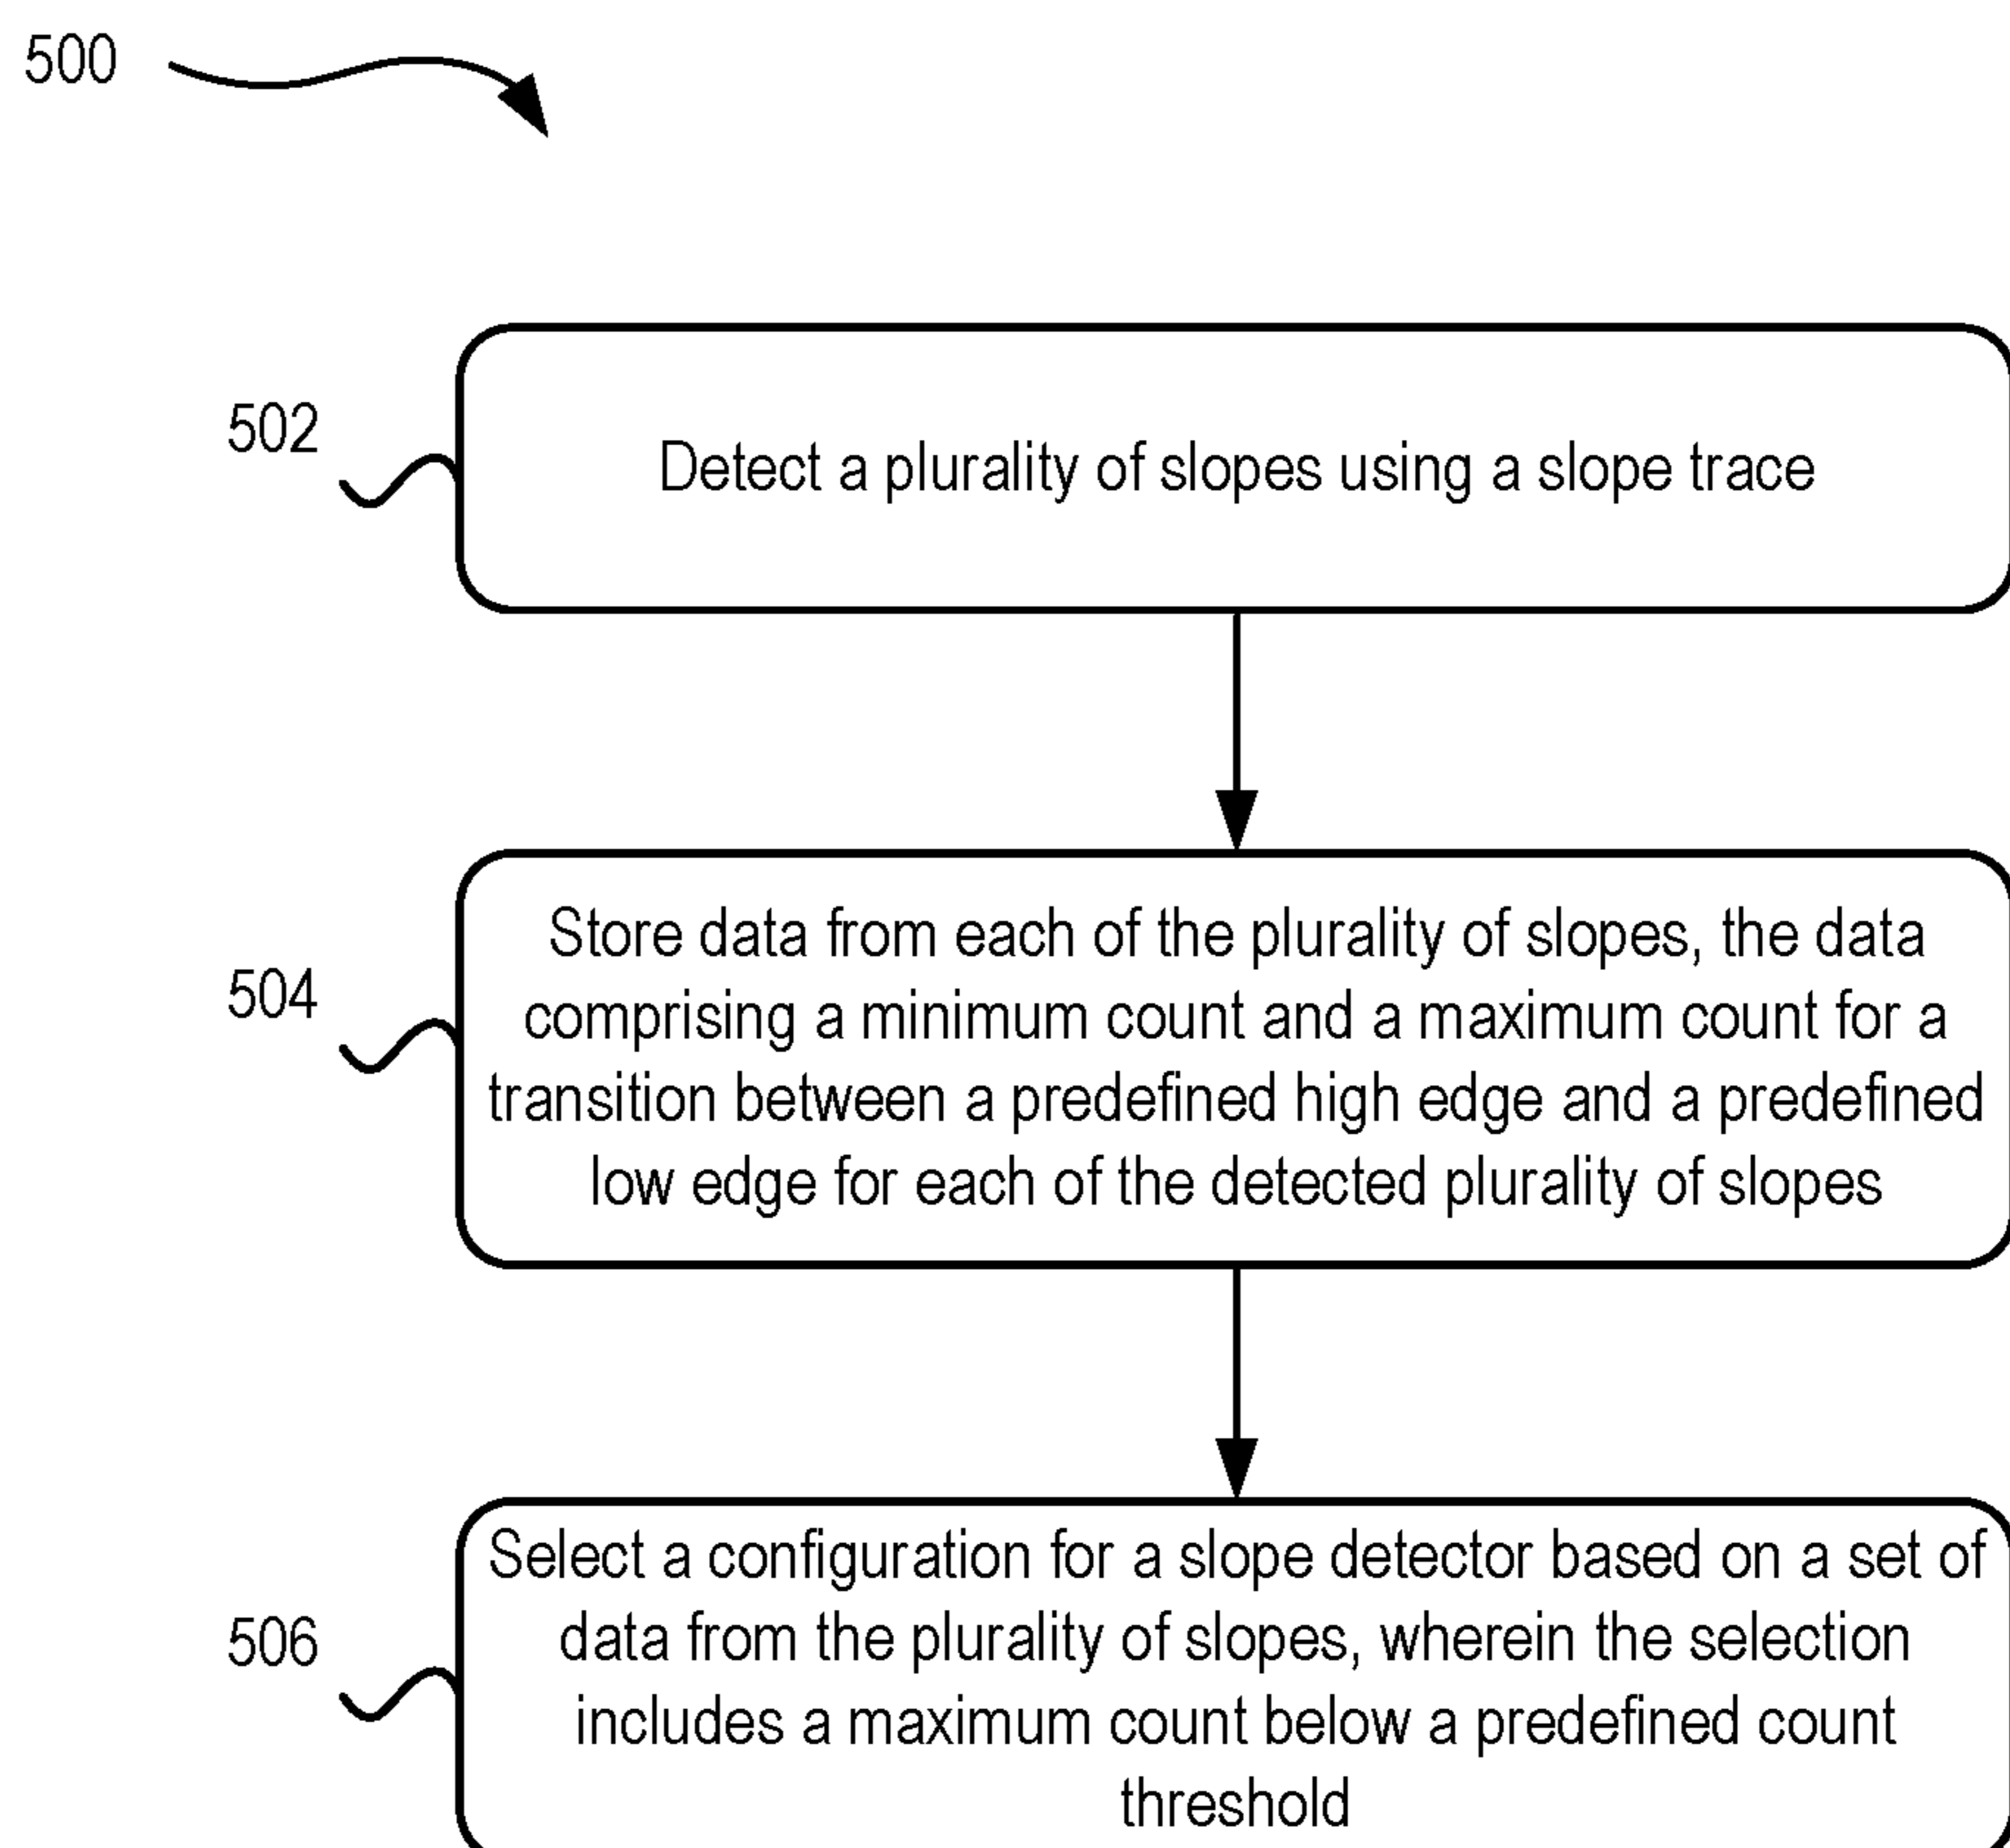 500
502
Detect a plurality of slopes using a slope trace
504
Store data from each of the plurality of slopes, the data
comprising a minimum count and a maximum count for a
transition between a predefined high edge and a predefined
low edge for each of the detected plurality of slopes
506
Select a configuration for a slope detector based on a set of
data from the plurality of slopes, wherein the selection
includes a maximum count below a predefined count
threshold